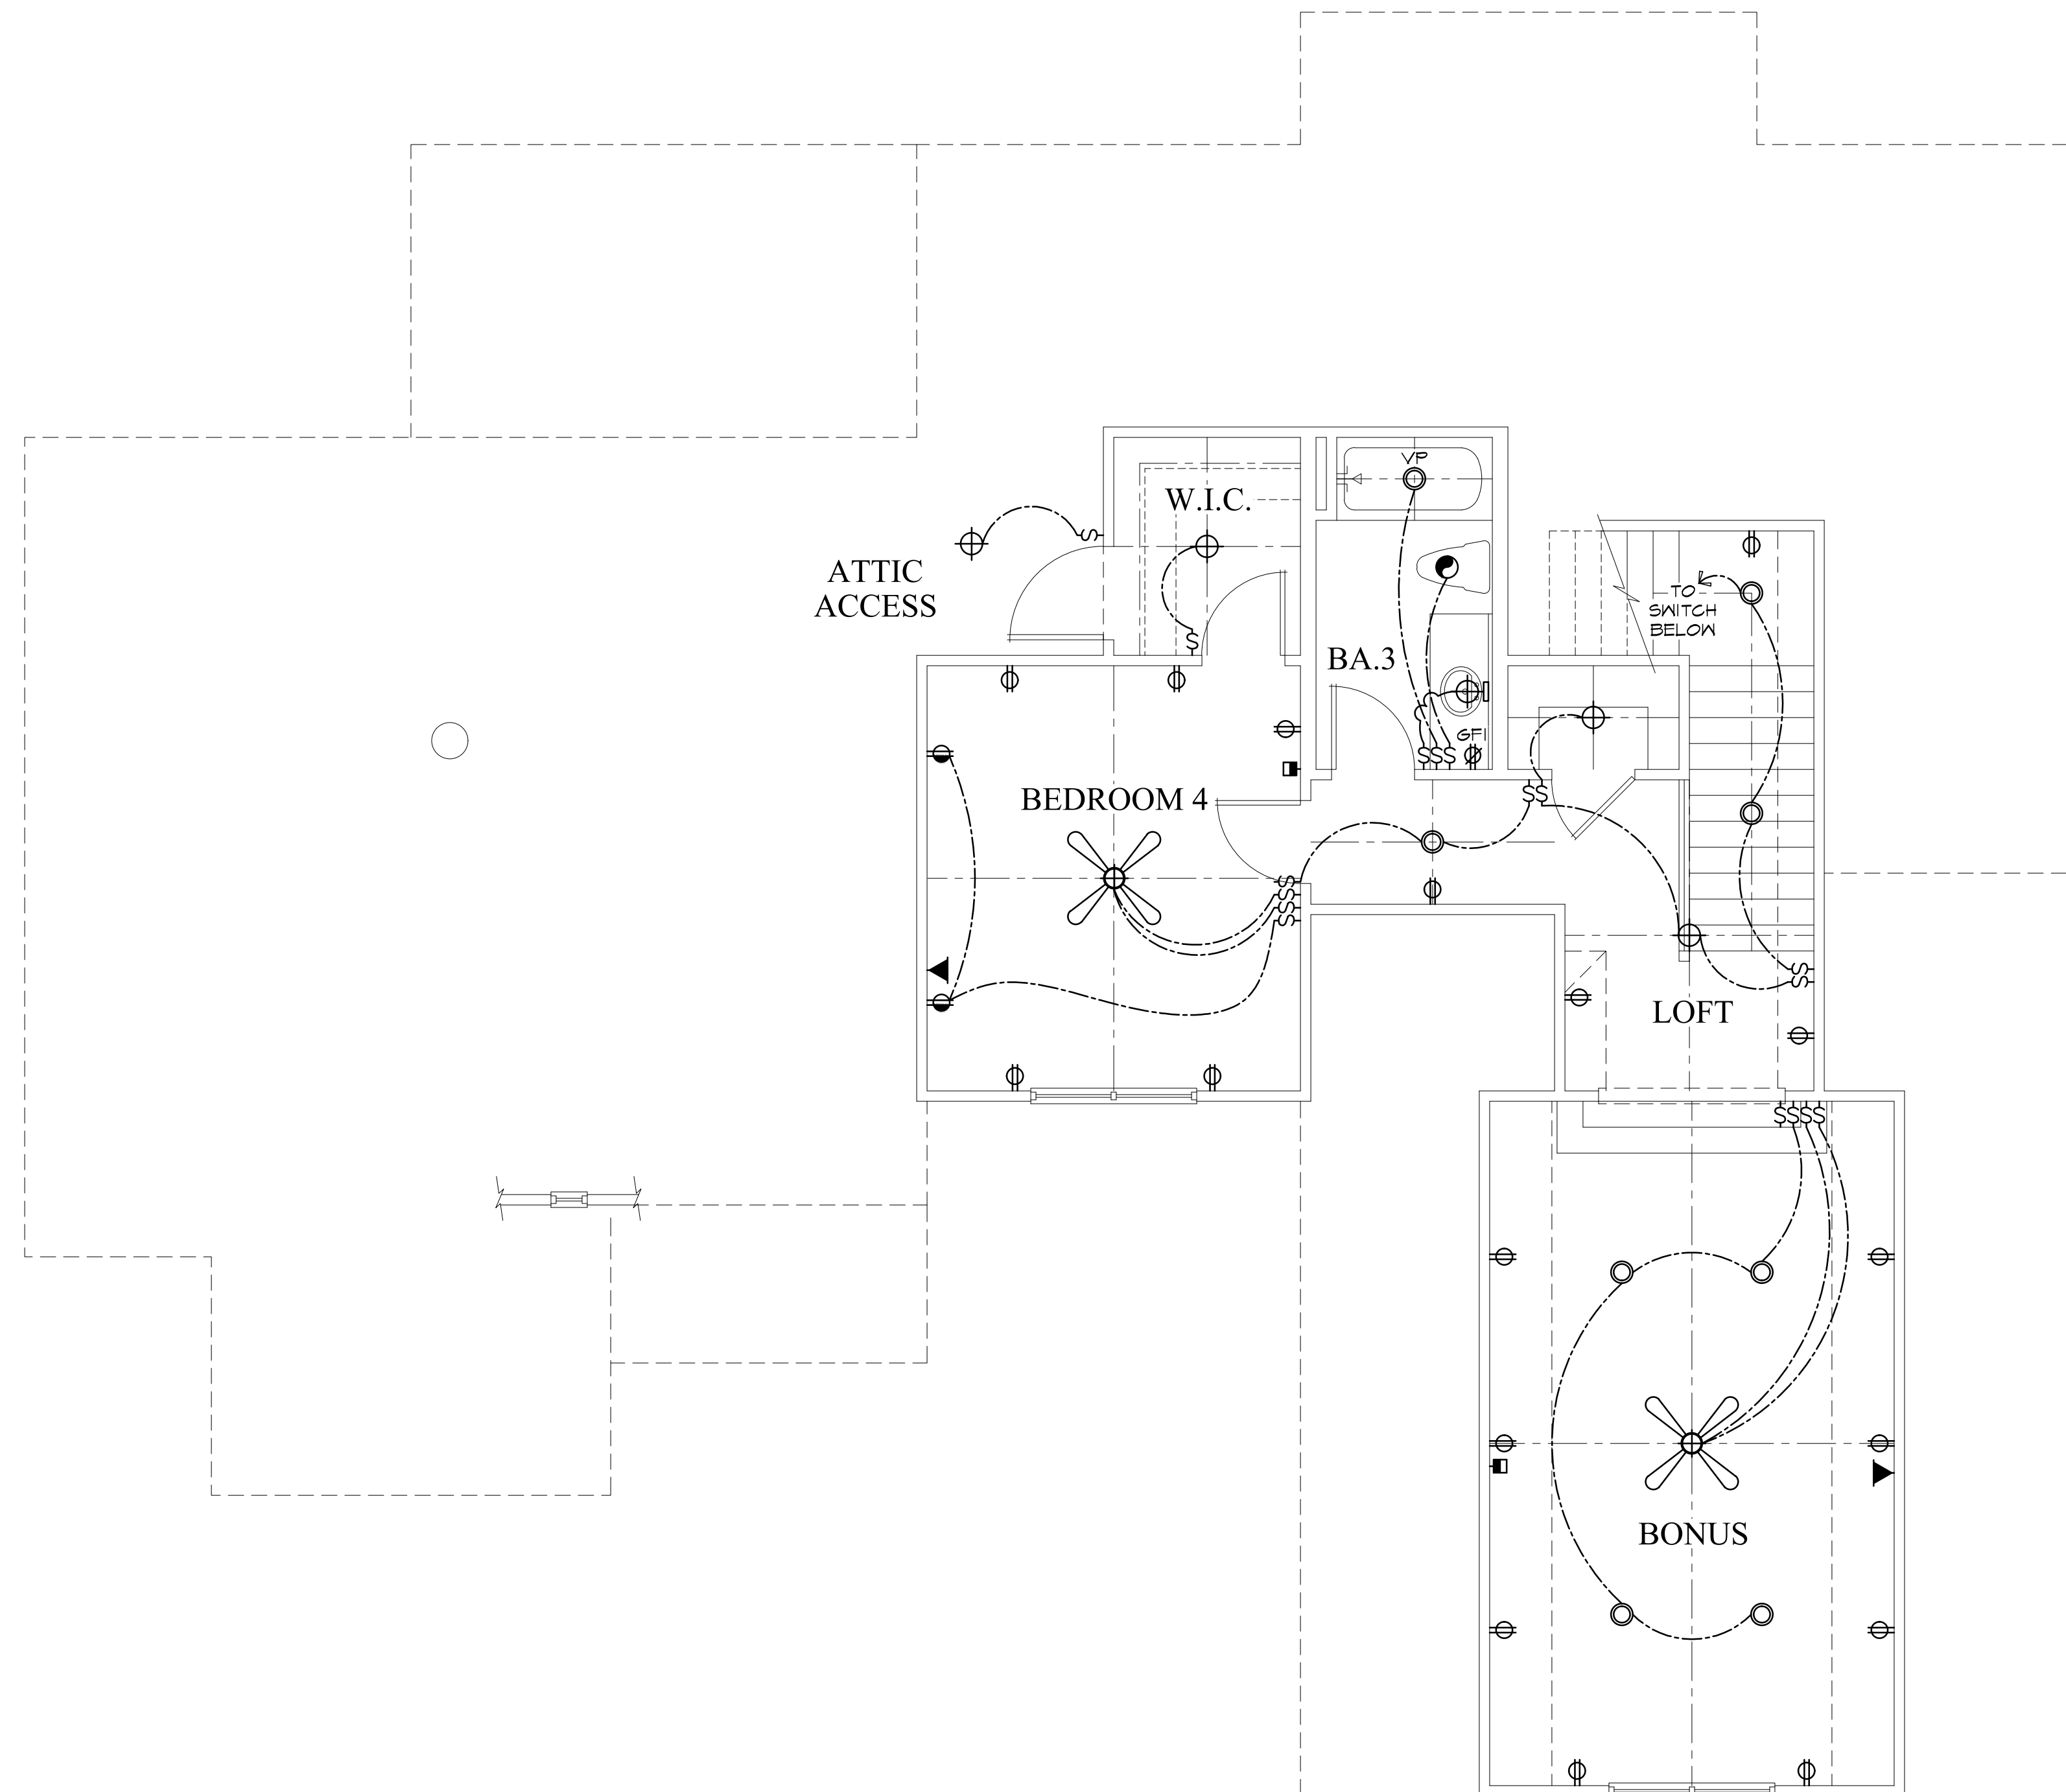 VP
W.I.C.
ATTIC
ACCESS
TO
SWITCH
BELOW
BA.3
GFI
BEDROOM 4
S
S
S S S
S S
S
S
S
S
S
S
LOFT
S S S S
BONUS